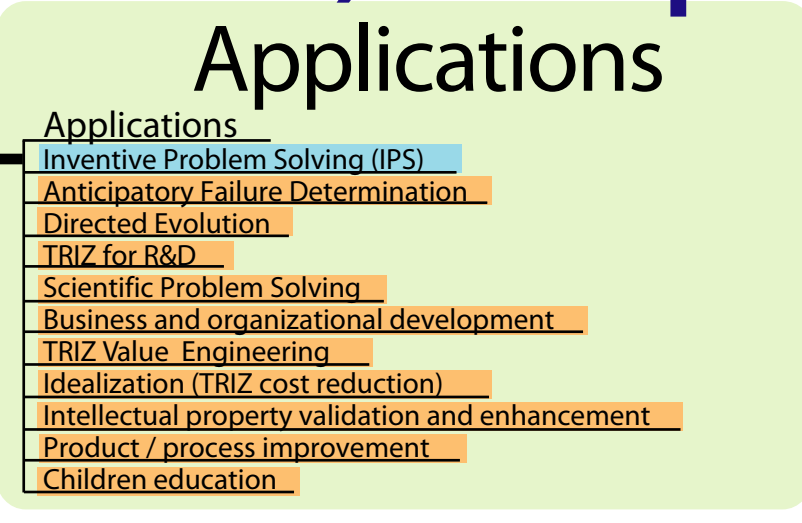 Applications
Applications
Inventive Problem Solving (IPS)
Anticipatory Failure Determination
Directed Evolution
TRIZ for R&D
Scientific Problem Solving
Business and organizational development
TRIZ Value  Engineering
Idealization (TRIZ cost reduction)
Intellectual property validation and enhancement
Product / process improvement
Children education